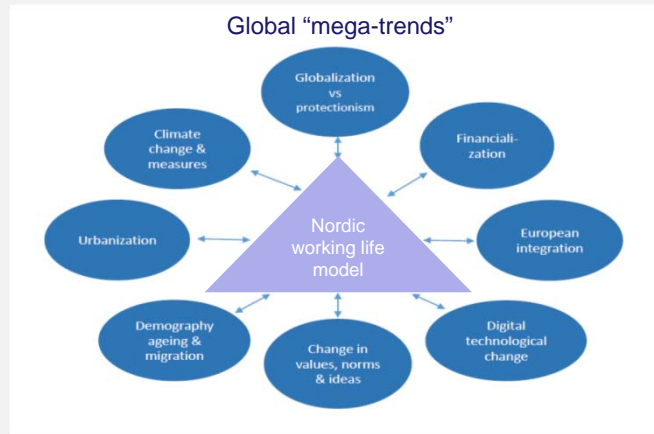 Global “mega-trends”
Globalization
vs
protectionism
Climate
change &
measures
Financiali-
zation
Urbanization
Nordic
working life
model
European
integration
Demography
ageing &
migration
Change in
values, norms
& ideas
Digital
technological
change